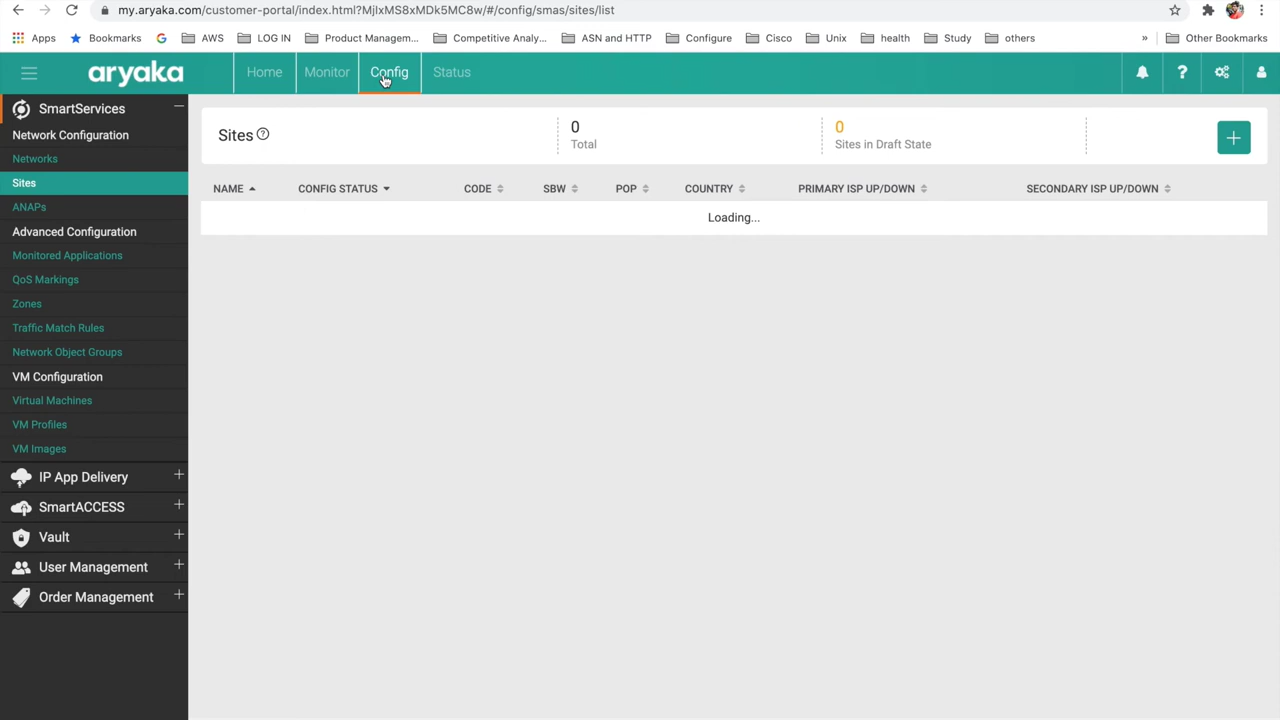 my.aryaka.com/customer-portal/index.html?MjIxMS8xMDk5MC8w/#/config/smas/sites/list
Apps Bookmarks AWS LOG IN Product Managem... Competitive Analy... ASN and HTTP Configure Cisco Unix health Study others » Other Bookmarks
aryaka Home Monitor Config Status ?
SmartServices
Network Configuration
Networks
Sites
ANAPs
Advanced Configuration
Monitored Applications
QoS Markings
Zones
Traffic Match Rules
Network Object Groups
VM Configuration
Virtual Machines
VM Profiles
VM Images
IP App Delivery
SmartACCESS
Vault
User Management
Order Management
Sites ?
0
Total
0
Sites in Draft State
NAME CONFIG STATUS CODE SBW POP COUNTRY PRIMARY ISP UP/DOWN SECONDARY ISP UP/DOWN
Loading...